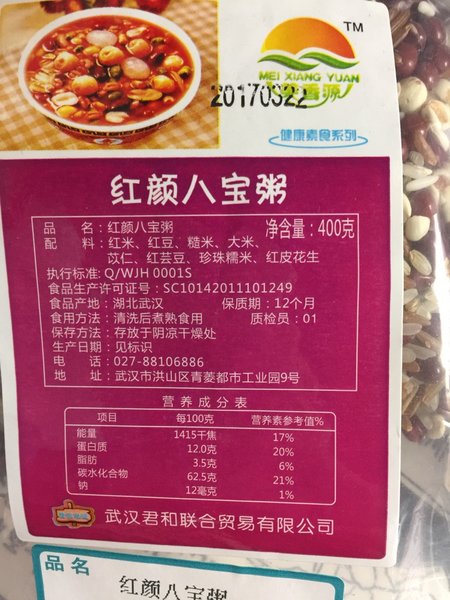 TM
MEI XIANG YUAN
20170322
健康素食系列
红颜八宝粥
品 名：红颜八宝粥 净含量：400克
配 料：红米、红豆、糙米、大米、
苡仁、红芸豆、珍珠糯米、红皮花生
执行标准: Q/WJH 0001S
食品生产许可证号：SC10142011101249
食品产地：湖北武汉 保质期：12个月
食用方法：清洗后煮熟食用 质检员：01
保存方法：存放于阴凉干燥处
生产日期：见标识
电 话：027-88106886
地 址：武汉市洪山区青菱都市工业园9号
营养成分表
项目 每100克 营养素参考值%
能量 1415千焦 17%
蛋白质 12.0克 20%
脂肪 3.5克 6%
碳水化合物 62.5克 21%
钠 12毫克 1%
武汉君和联合贸易有限公司
品名
红颜八宝粥